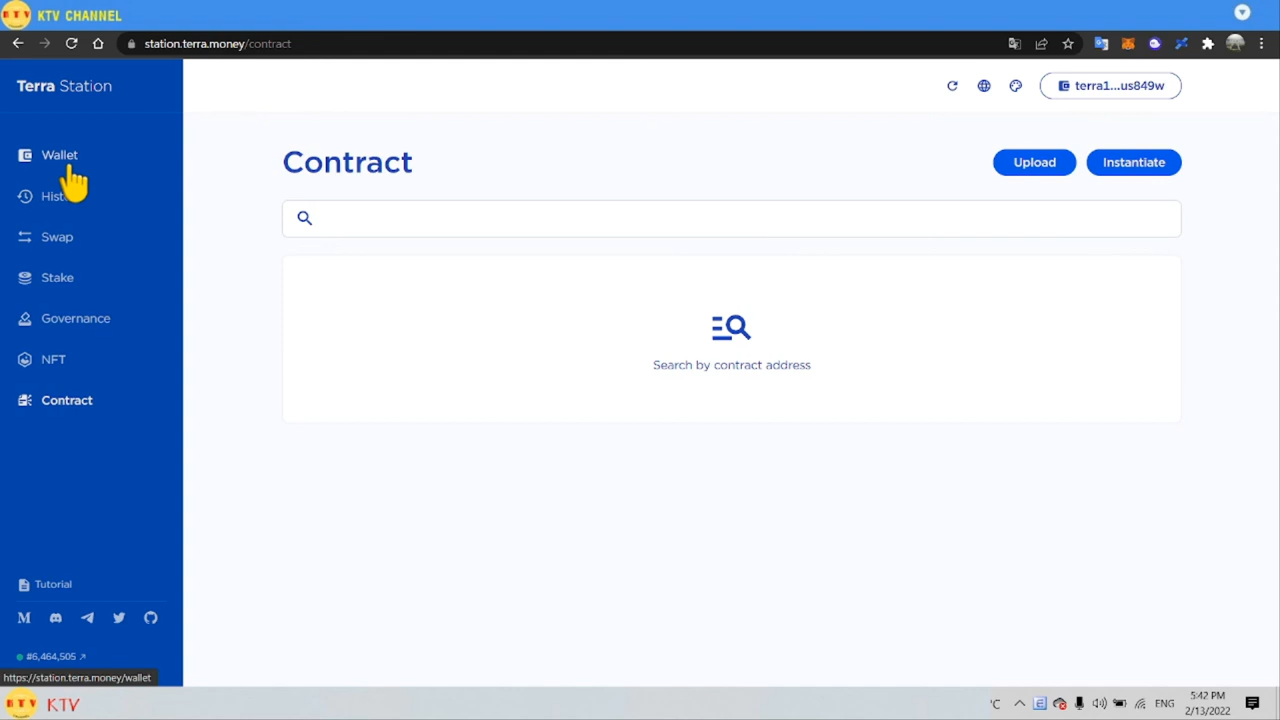 KTV CHANNEL
station.terra.money/contract
Terra Station
terra1...us849w
Wallet
Contract
Upload
Instantiate
Hist
Swap
Stake
Search by contract address
Governance
NFT
Contract
Tutorial
#6,464,505
https://station.terra.money/wallet
KTV
°C
ENG
5:42 PM
2/13/2022